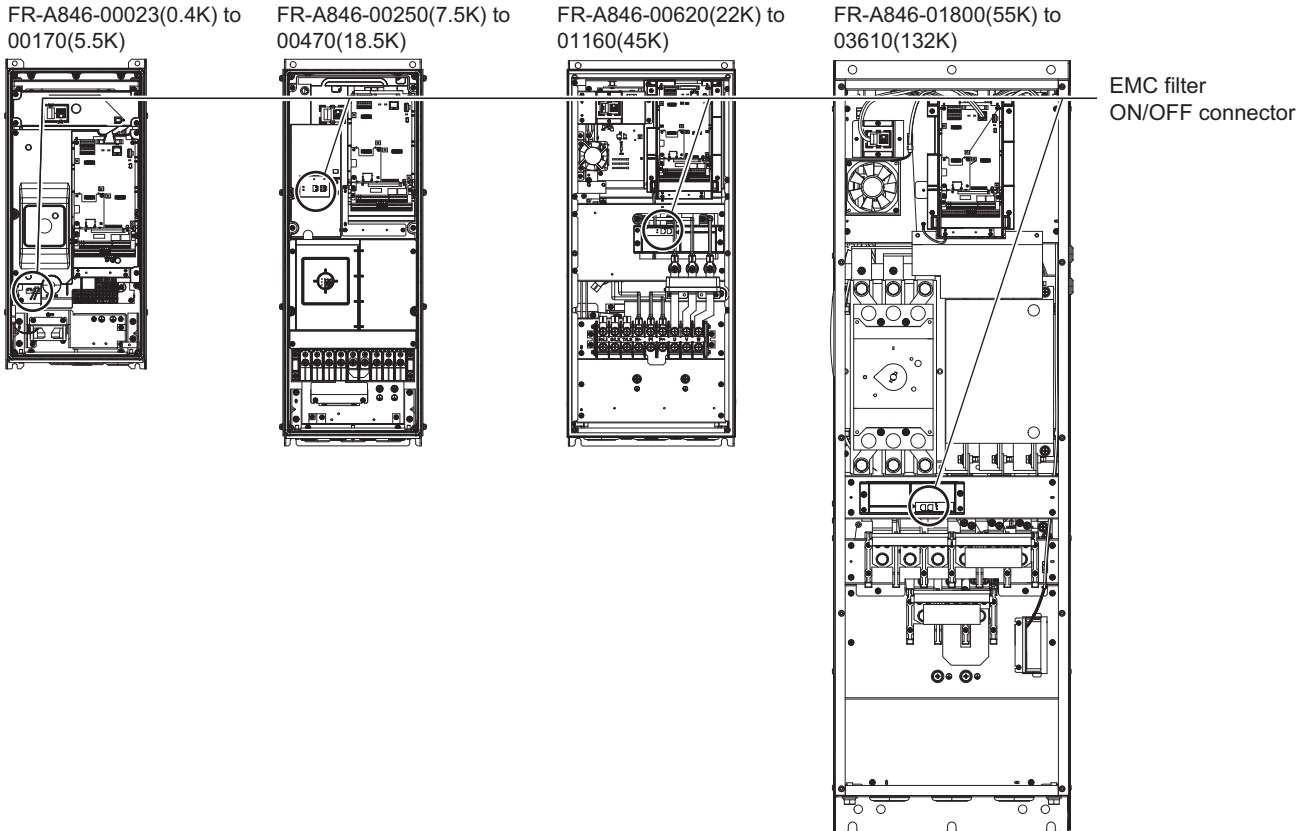 FR-A846-00023(0.4K) to
00170(5.5K)
FR-A846-00250(7.5K) to
00470(18.5K)
FR-A846-00620(22K) to
01160(45K)
FR-A846-01800(55K) to
03610(132K)
EMC filter
ON/OFF connector